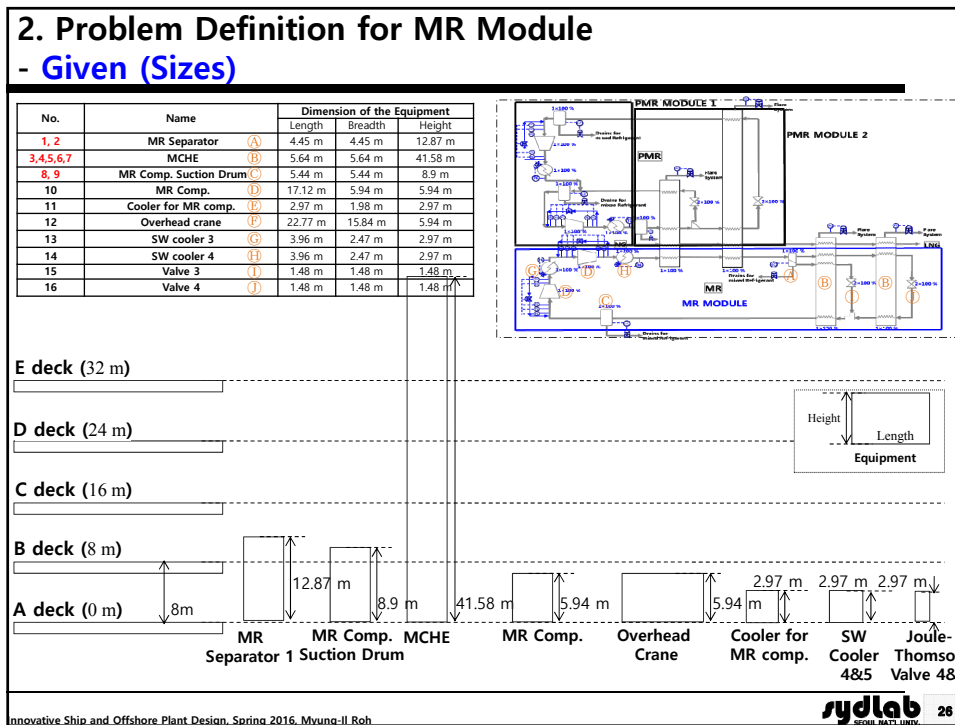 2. Problem Definition for MR Module
- Given (Sizes)
No. Name Dimension of the Equipment
Length Breadth Height
1, 2 MR Separator Ⓐ 4.45 m 4.45 m 12.87 m
3,4,5,6,7 MCHE Ⓑ 5.64 m 5.64 m 41.58 m
8, 9 MR Comp. Suction Drum Ⓒ 5.44 m 5.44 m 8.9 m
10 MR Comp. Ⓓ 17.12 m 5.94 m 5.94 m
11 Cooler for MR comp. Ⓔ 2.97 m 1.98 m 2.97 m
12 Overhead crane Ⓕ 22.77 m 15.84 m 5.94 m
13 SW cooler 3 Ⓖ 3.96 m 2.47 m 2.97 m
14 SW cooler 4 Ⓗ 3.96 m 2.47 m 2.97 m
15 Valve 3 Ⓘ 1.48 m 1.48 m 1.48 m
16 Valve 4 Ⓙ 1.48 m 1.48 m 1.48 m
PMR MODULE 1
PMR MODULE 2
PMR
MR
MR MODULE
LNG
Ⓖ Ⓓ Ⓗ Ⓐ Ⓑ Ⓘ Ⓑ Ⓙ
Ⓓ Ⓒ
E deck (32 m)
D deck (24 m)
C deck (16 m)
B deck (8 m)
A deck (0 m)
Height
Length
Equipment
8m
12.87 m
8.9 m
41.58 m
5.94 m
5.94 m
2.97 m
2.97 m
2.97 m
MR
Separator 1
MR Comp.
Suction Drum
MCHE
MR Comp.
Overhead
Crane
Cooler for
MR comp.
SW
Cooler
4&5
Joule-
Thomso
Valve 4&
Innovative Ship and Offshore Plant Design, Spring 2016, Myung-Il Roh
sydlab
SEOUL NAT'L UNIV.
26